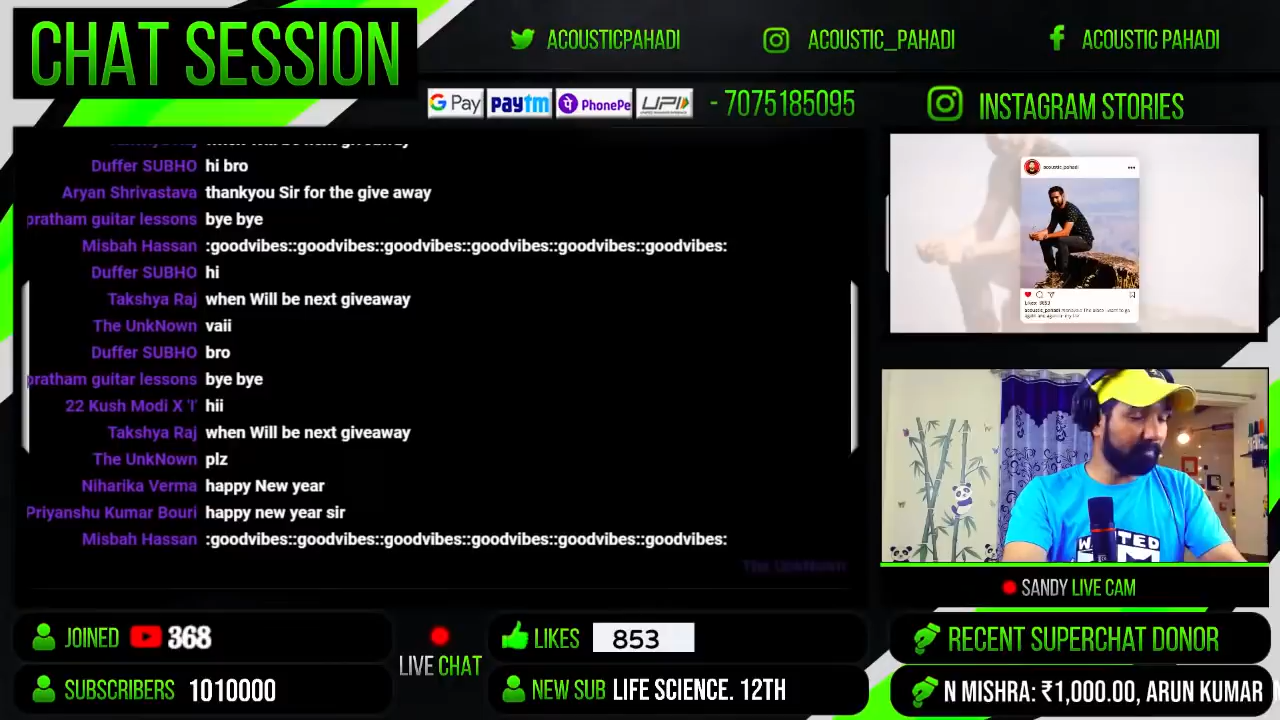 CHAT SESSION
ACOUSTICPAHADI
ACOUSTIC_PAHADI
ACOUSTIC PAHADI
G Pay paytm PhonePe UPI - 7075185095
INSTAGRAM STORIES
Duffer SUBHO hi bro
Aryan Shrivastava thankyou Sir for the give away
pratham guitar lessons bye bye
Misbah Hassan :goodvibes::goodvibes::goodvibes::goodvibes::goodvibes::goodvibes:
Duffer SUBHO hi
Takshya Raj when Will be next giveaway
The UnkNown vaii
Duffer SUBHO bro
pratham guitar lessons bye bye
22 Kush Modi X 'I' hii
Takshya Raj when Will be next giveaway
The UnkNown plz
Niharika Verma happy New year
Priyanshu Kumar Bouri happy new year sir
Misbah Hassan :goodvibes::goodvibes::goodvibes::goodvibes::goodvibes::goodvibes:
The UnkNown
acoustic_pahadi
WANTED
SANDY LIVE CAM
JOINED 368
LIVE CHAT
LIKES 853
RECENT SUPERCHAT DONOR
SUBSCRIBERS 1010000
NEW SUB LIFE SCIENCE. 12TH
N MISHRA: ₹1,000.00, ARUN KUMAR